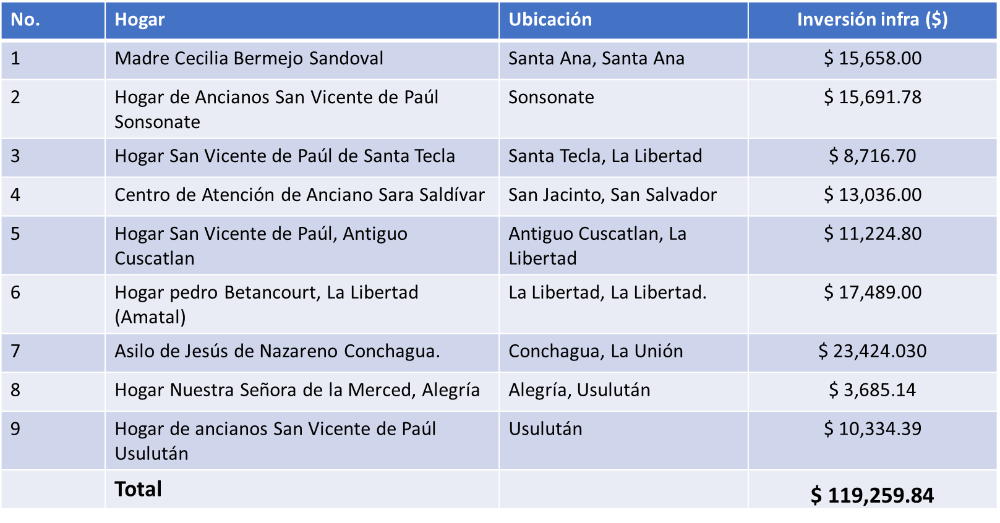 No. Hogar Ubicación Inversión infra ($)
1 Madre Cecilia Bermejo Sandoval Santa Ana, Santa Ana $ 15,658.00
2 Hogar de Ancianos San Vicente de Paúl Sonsonate $ 15,691.78
Sonsonate
3 Hogar San Vicente de Paúl de Santa Tecla Santa Tecla, La Libertad $ 8,716.70
4 Centro de Atención de Anciano Sara Saldívar San Jacinto, San Salvador $ 13,036.00
5 Hogar San Vicente de Paúl, Antiguo Antiguo Cuscatlan, La $ 11,224.80
Cuscatlan Libertad
6 Hogar pedro Betancourt, La Libertad La Libertad, La Libertad. $ 17,489.00
(Amatal)
7 Asilo de Jesús de Nazareno Conchagua. Conchagua, La Unión $ 23,424.030
8 Hogar Nuestra Señora de la Merced, Alegría Alegría, Usulután $ 3,685.14
9 Hogar de ancianos San Vicente de Paúl Usulután $ 10,334.39
Usulután
Total $ 119,259.84